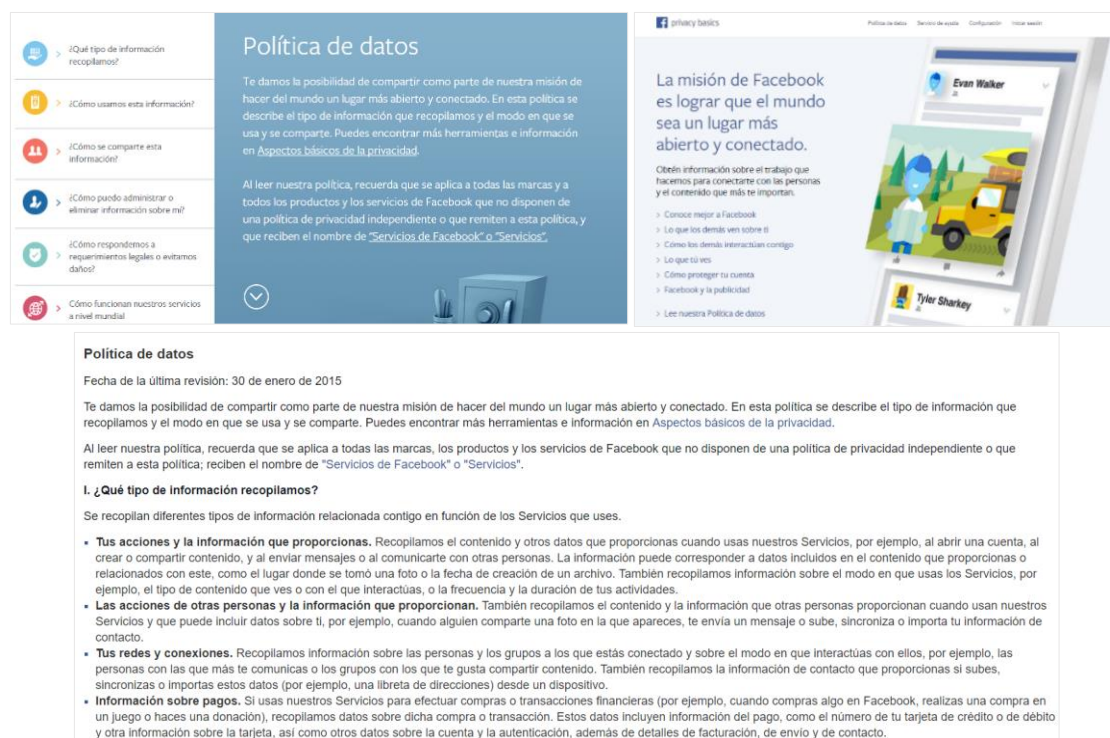 ¿Qué tipo de información
recopilamos?
¿Cómo usamos esta información?
¿Cómo se comparte esta
información?
¿Cómo puedo administrar o
eliminar información sobre mí?
¿Cómo respondemos a
requerimientos legales o evitamos
daños?
Cómo funcionan nuestros servicios
a nivel mundial
Política de datos
Te damos la posibilidad de compartir como parte de nuestra misión de
hacer del mundo un lugar más abierto y conectado. En esta política se
describe el tipo de información que recopilamos y el modo en que se
usa y se comparte. Puedes encontrar más herramientas e información
en Aspectos básicos de la privacidad.
Al leer nuestra política, recuerda que se aplica a todas las marcas y a
todos los productos y los servicios de Facebook que no disponen de
una política de privacidad independiente o que remiten a esta política, y
que reciben el nombre de "Servicios de Facebook" o "Servicios".
privacy basics
Política de datos Servicio de ayuda Configuración Iniciar sesión
La misión de Facebook
es lograr que el mundo
sea un lugar más
abierto y conectado.
Obtén información sobre el trabajo que
hacemos para conectarte con las personas
y el contenido que más te importan.
> Conoce mejor a Facebook
> Lo que los demás ven sobre ti
> Cómo los demás interactúan contigo
> Lo que tú ves
> Cómo proteger tu cuenta
> Facebook y la publicidad
> Lee nuestra Política de datos
Evan Walker
Tyler Sharkey
Política de datos
Fecha de la última revisión: 30 de enero de 2015
Te damos la posibilidad de compartir como parte de nuestra misión de hacer del mundo un lugar más abierto y conectado. En esta política se describe el tipo de información que
recopilamos y el modo en que se usa y se comparte. Puedes encontrar más herramientas e información en Aspectos básicos de la privacidad.
Al leer nuestra política, recuerda que se aplica a todas las marcas, los productos y los servicios de Facebook que no disponen de una política de privacidad independiente o que
remiten a esta política; reciben el nombre de "Servicios de Facebook" o "Servicios".
I. ¿Qué tipo de información recopilamos?
Se recopilan diferentes tipos de información relacionada contigo en función de los Servicios que uses.
▪ Tus acciones y la información que proporcionas. Recopilamos el contenido y otros datos que proporcionas cuando usas nuestros Servicios, por ejemplo, al abrir una cuenta, al
crear o compartir contenido, y al enviar mensajes o al comunicarte con otras personas. La información puede corresponder a datos incluidos en el contenido que proporcionas o
relacionados con este, como el lugar donde se tomó una foto o la fecha de creación de un archivo. También recopilamos información sobre el modo en que usas los Servicios, por
ejemplo, el tipo de contenido que ves o con el que interactúas, o la frecuencia y la duración de tus actividades.
▪ Las acciones de otras personas y la información que proporcionan. También recopilamos el contenido y la información que otras personas proporcionan cuando usan nuestros
Servicios y que puede incluir datos sobre ti, por ejemplo, cuando alguien comparte una foto en la que apareces, te envía un mensaje o sube, sincroniza o importa tu información de
contacto.
▪ Tus redes y conexiones. Recopilamos información sobre las personas y los grupos a los que estás conectado y sobre el modo en que interactúas con ellos, por ejemplo, las
personas con las que más te comunicas o los grupos con los que te gusta compartir contenido. También recopilamos la información de contacto que proporcionas si subes,
sincronizas o importas estos datos (por ejemplo, una libreta de direcciones) desde un dispositivo.
▪ Información sobre pagos. Si usas nuestros Servicios para efectuar compras o transacciones financieras (por ejemplo, cuando compras algo en Facebook, realizas una compra en
un juego o haces una donación), recopilamos datos sobre dicha compra o transacción. Estos datos incluyen información del pago, como el número de tu tarjeta de crédito o de débito
y otra información sobre la tarjeta, así como otros datos sobre la cuenta y la autenticación, además de detalles de facturación, de envío y de contacto.